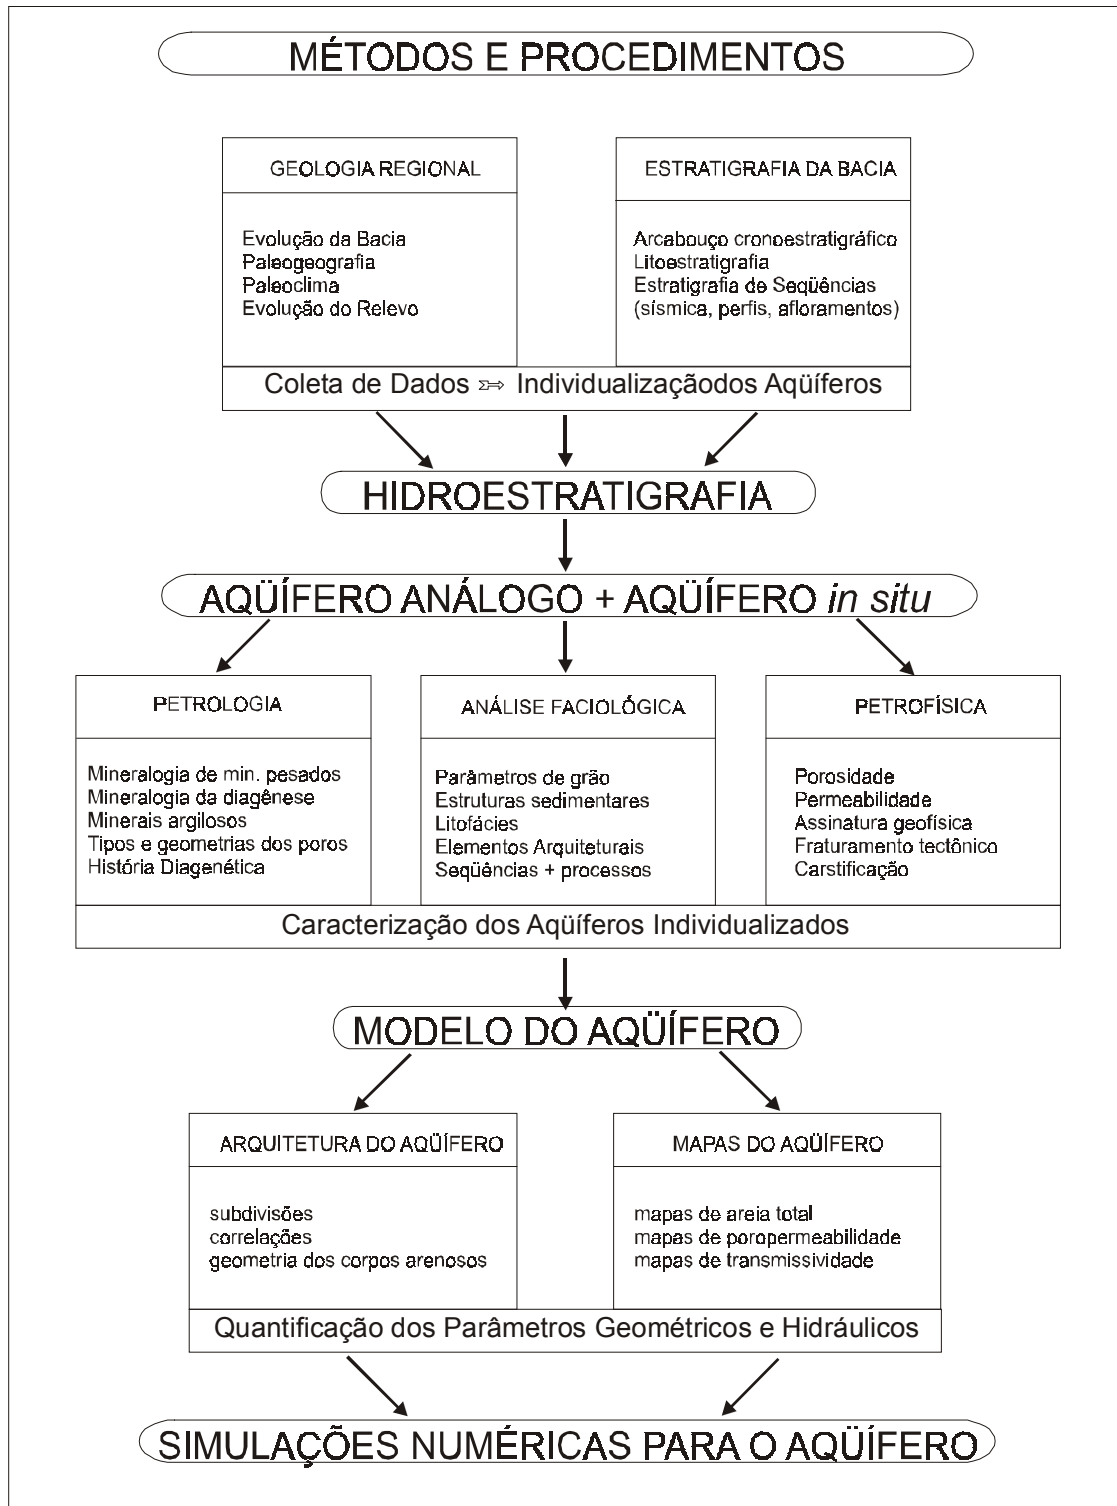 MÉTODOS E PROCEDIMENTOS
GEOLOGIA REGIONAL
Evolução da Bacia
Paleogeografia
Paleoclima
Evolução do Relevo
ESTRATIGRAFIA DA BACIA
Arcabouço cronoestratigráfico
Litoestratigrafia
Estratigrafia de Seqüências
(sísmica, perfis, afloramentos)
Coleta de Dados ⇒ Individualizaçãodos Aqüíferos
HIDROESTRATIGRAFIA
AQÜÍFERO ANÁLOGO + AQÜÍFERO in situ
PETROLOGIA
Mineralogia de min. pesados
Mineralogia da diagênese
Minerais argilosos
Tipos e geometrias dos poros
História Diagenética
ANÁLISE FACIOLÓGICA
Parâmetros de grão
Estruturas sedimentares
Litofácies
Elementos Arquiteturais
Seqüências + processos
PETROFÍSICA
Porosidade
Permeabilidade
Assinatura geofísica
Fraturamento tectônico
Carstificação
Caracterização dos Aqüíferos Individualizados
MODELO DO AQÜÍFERO
ARQUITETURA DO AQÜÍFERO
subdivisões
correlações
geometria dos corpos arenosos
MAPAS DO AQÜÍFERO
mapas de areia total
mapas de poropermeabilidade
mapas de transmissividade
Quantificação dos Parâmetros Geométricos e Hidráulicos
SIMULAÇÕES NUMÉRICAS PARA O AQÜÍFERO